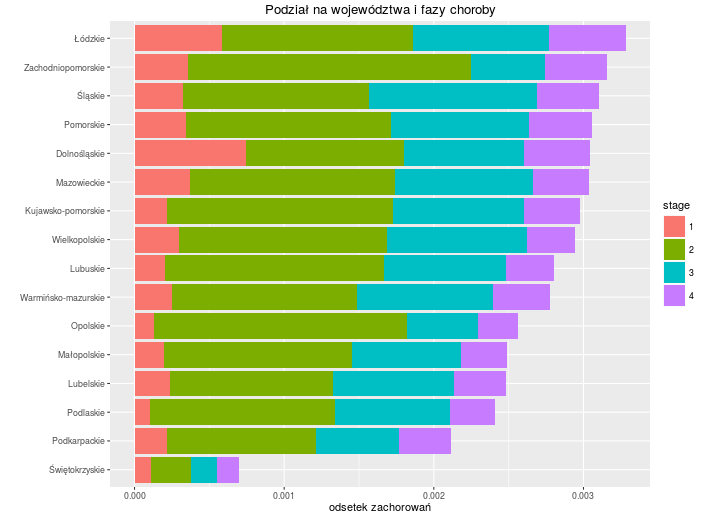 Podział na województwa i fazy choroby
Łódzkie
Zachodniopomorskie
Śląskie
Pomorskie
Dolnośląskie
Mazowieckie
Kujawsko-pomorskie
Wielkopolskie
Lubuskie
Warmińsko-mazurskie
Opolskie
Małopolskie
Lubelskie
Podlaskie
Podkarpackie
Świętokrzyskie
0.000 0.001 0.002 0.003
odsetek zachorowań
stage
1
2
3
4